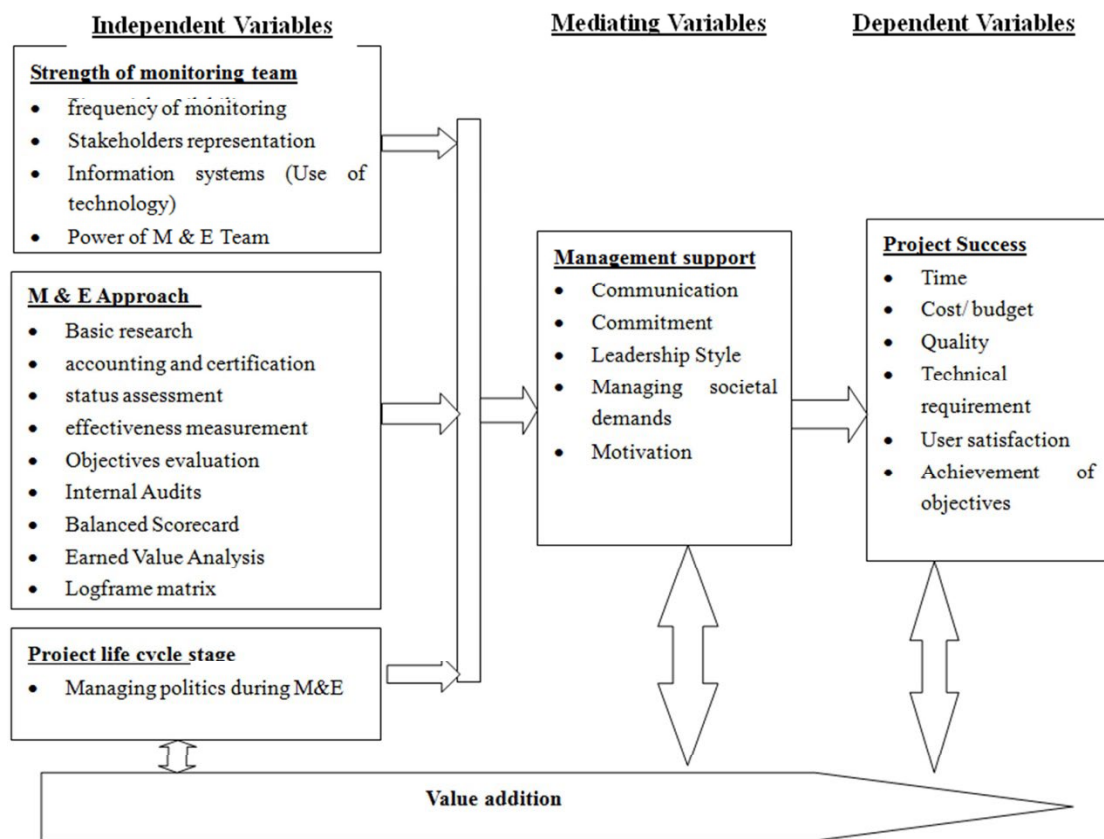 Independent Variables
Mediating Variables
Dependent Variables
Strength of monitoring team
frequency of monitoring
Stakeholders representation
Information systems (Use of
technology)
Power of M & E Team
M & E Approach
Basic research
accounting and certification
status assessment
effectiveness measurement
Objectives evaluation
Internal Audits
Balanced Scorecard
Earned Value Analysis
Logframe matrix
Project life cycle stage
Managing politics during M&E
Management support
Communication
Commitment
Leadership Style
Managing societal
demands
Motivation
Project Success
Time
Cost/ budget
Quality
Technical
requirement
User satisfaction
Achievement of
objectives
Value addition